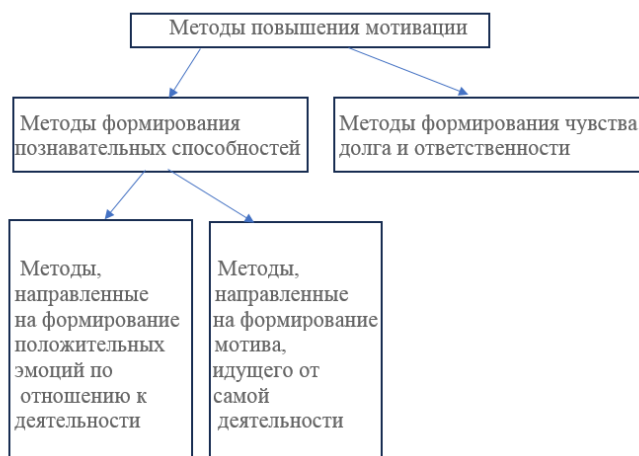 Методы повышения мотивации
Методы формирования
познавательных способностей
Методы формирования чувства
долга и ответственности
Методы,
направленные
на формирование
положительных
эмоций по
отношению к
деятельности
Методы,
направленные
на формирование
мотива,
идущего от
самой
деятельности